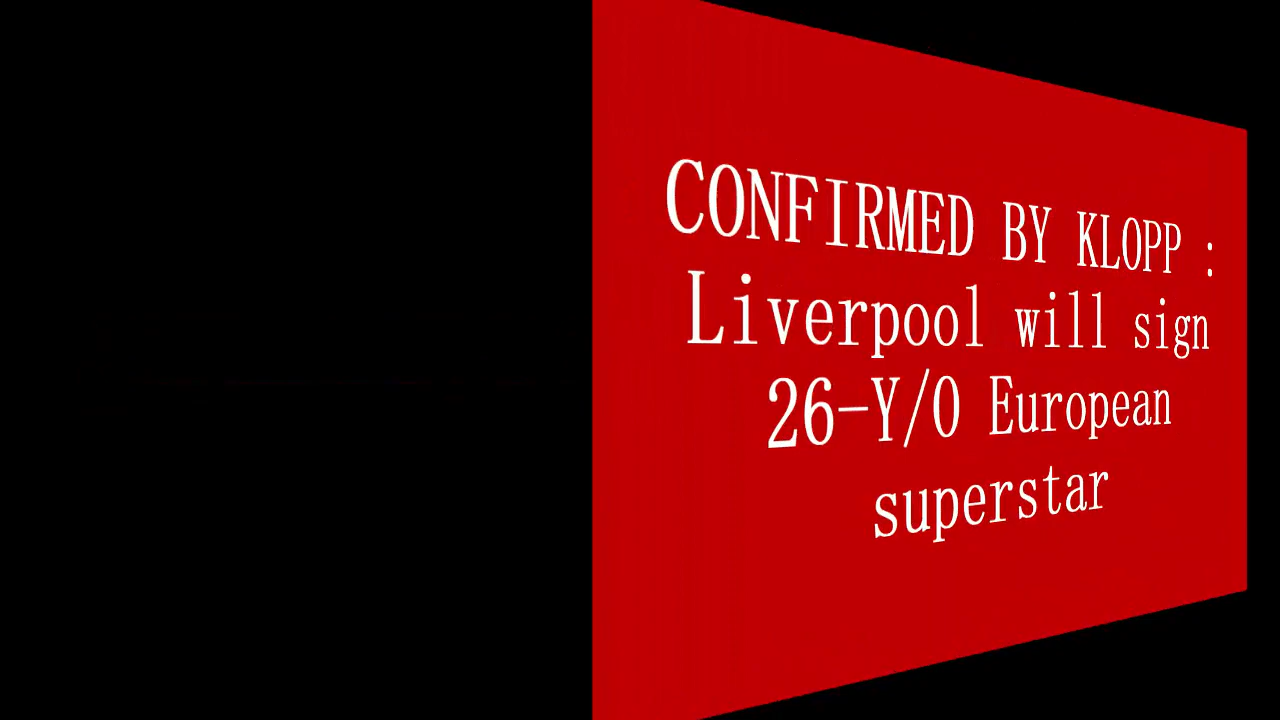 CONFIRMED BY KLOPP :
Liverpool will sign
26-Y/O European
superstar